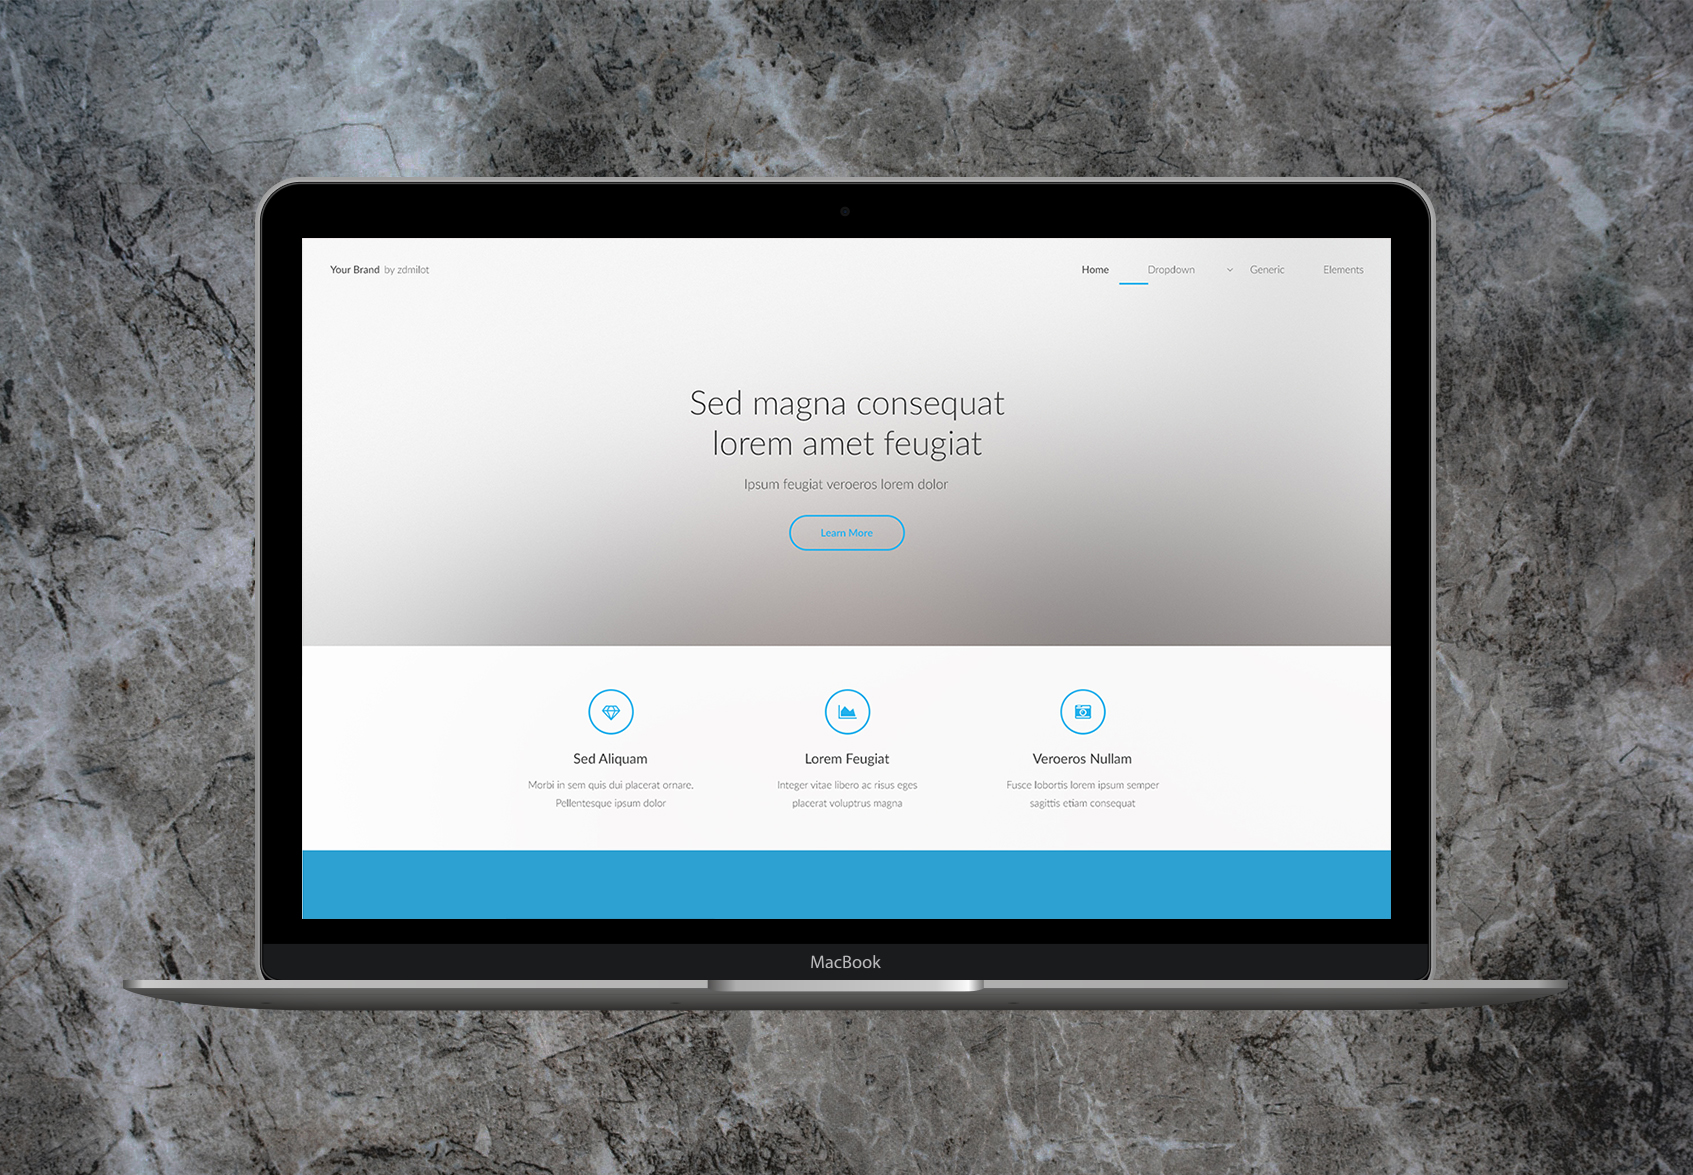 Your Brand by zdmilot
Home Dropdown Generic Elements
Sed magna consequat
lorem amet feugiat
Ipsum feugiat veroeros lorem dolor
Learn More
Sed Aliquam
Morbi in sem quis dui placerat ornare.
Pellentesque ipsum dolor
Lorem Feugiat
Integer vitae libero ac risus eges
placerat voluptrus magna
Veroeros Nullam
Fusce lobortis lorem ipsum semper
sagittis etiam consequat
MacBook